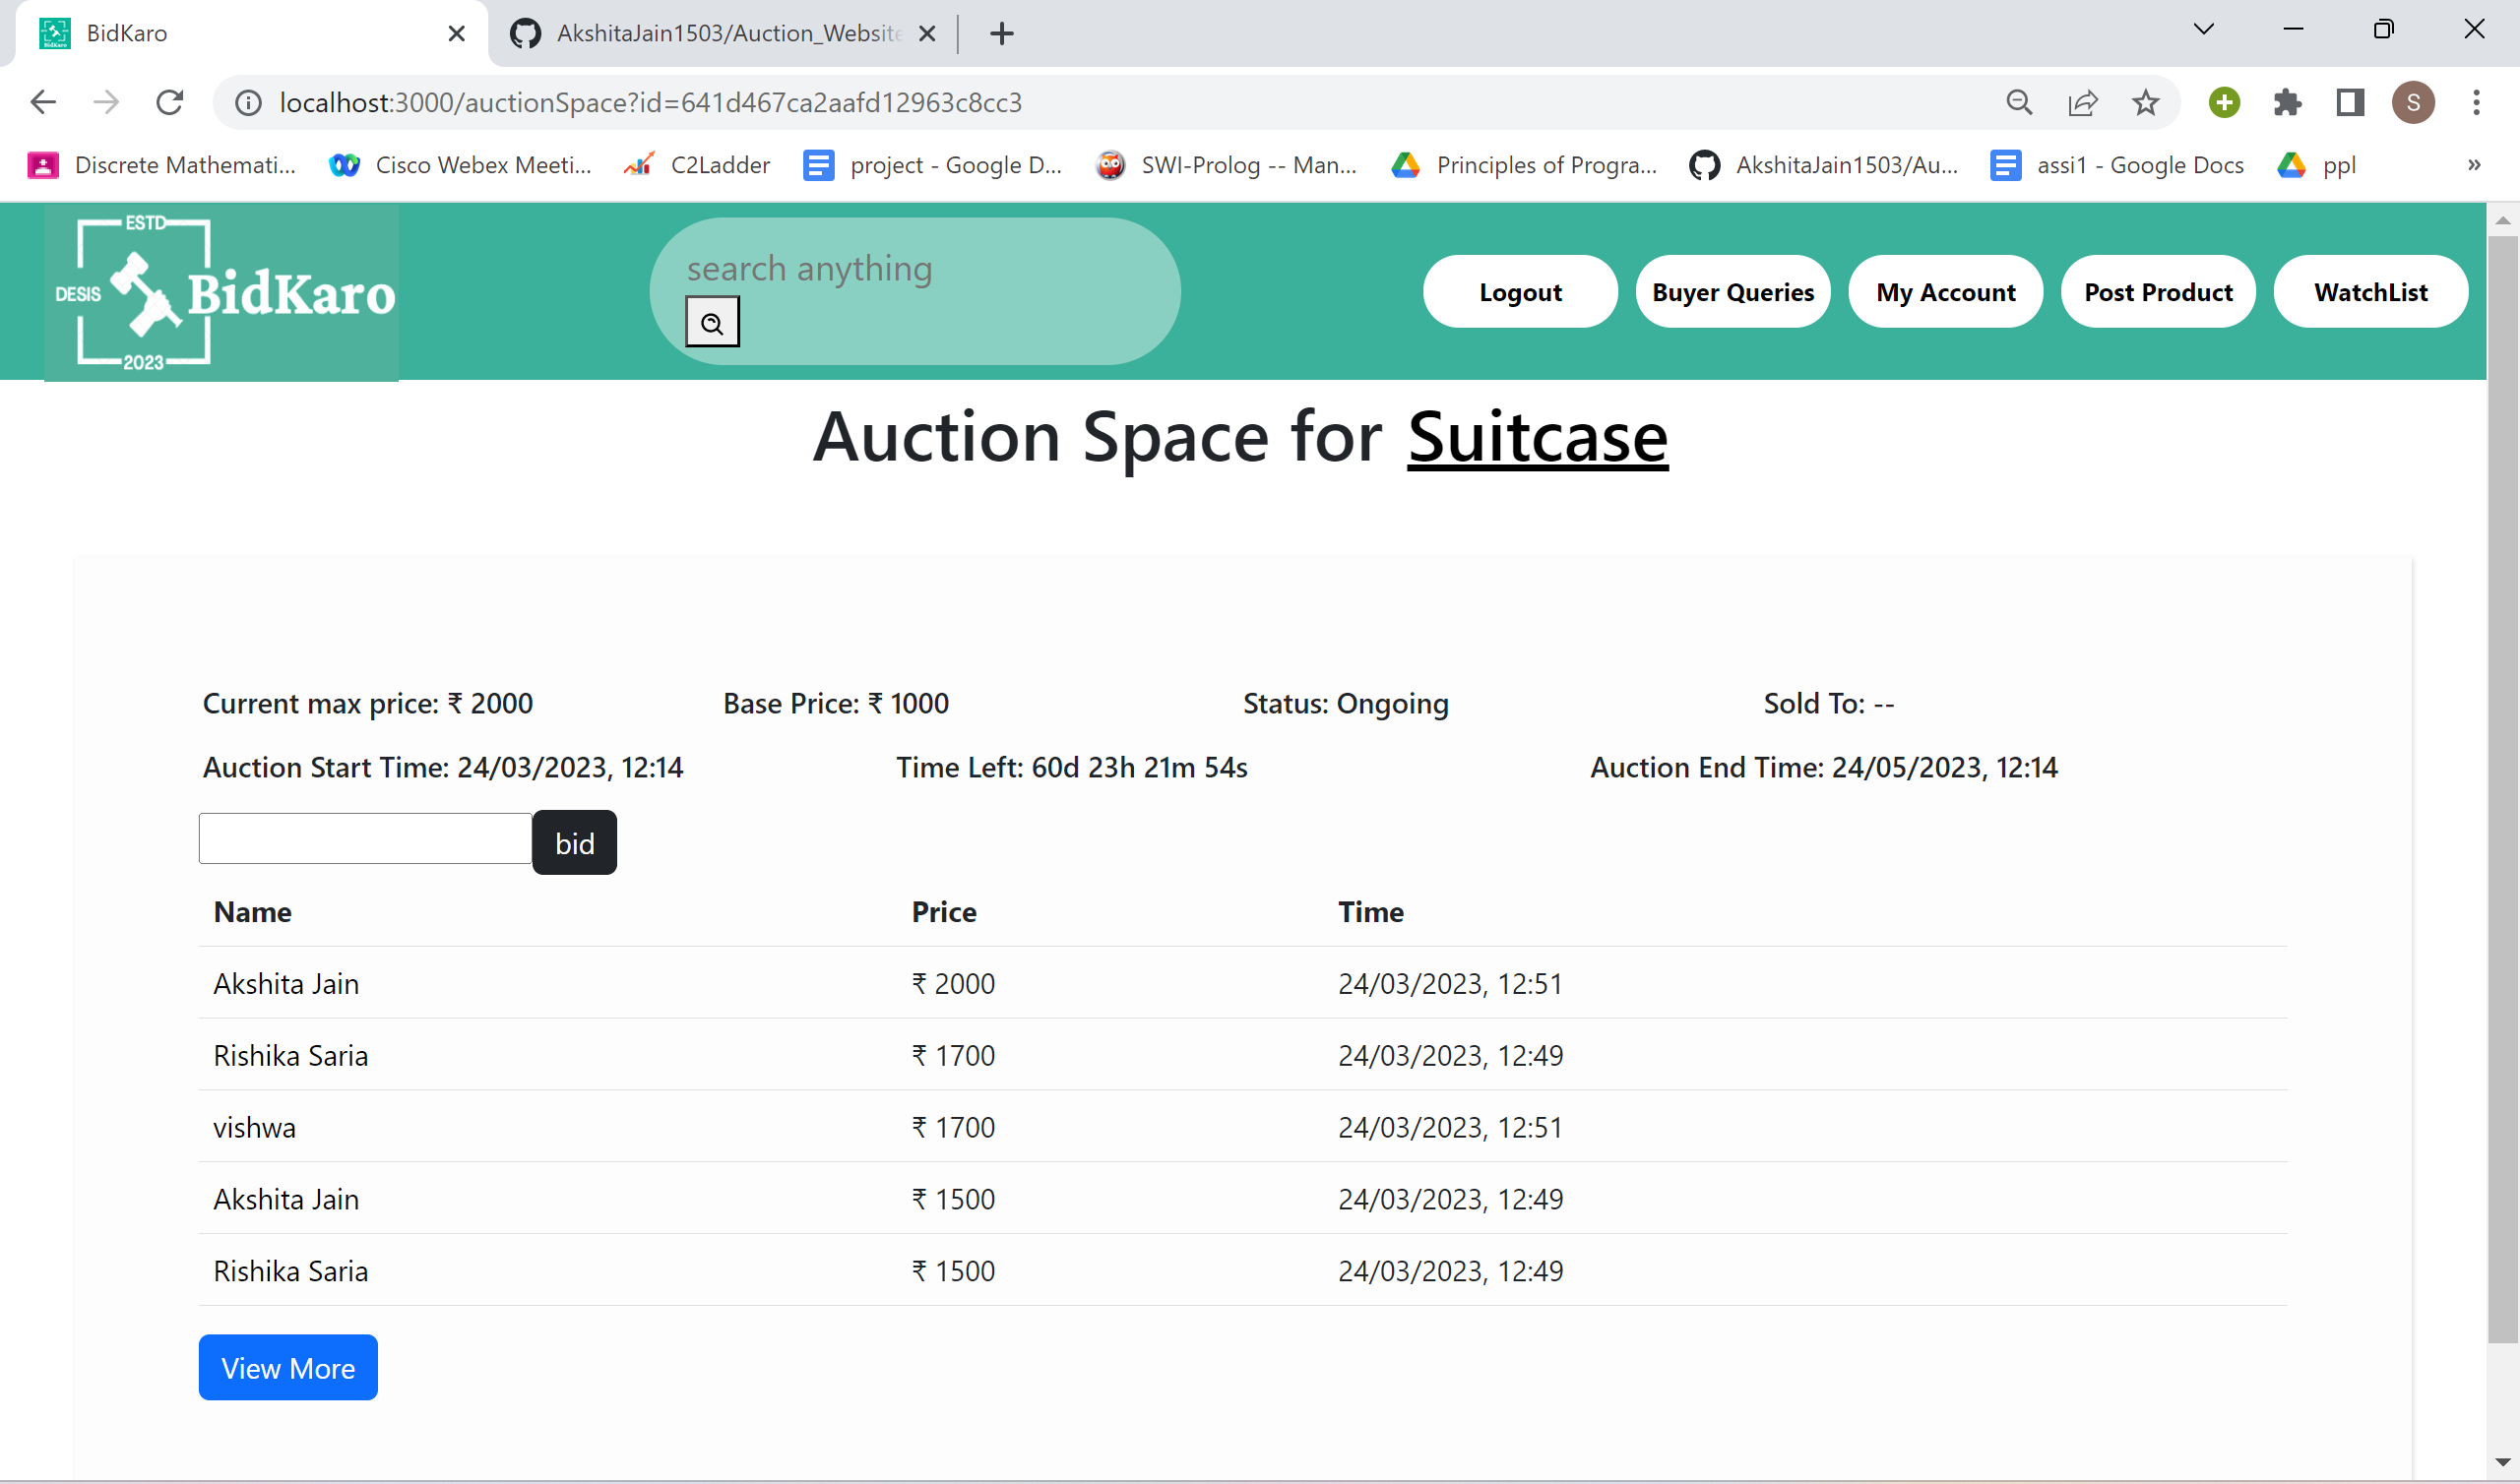 BidKaro
AkshitaJain1503/Auction_Website
localhost:3000/auctionSpace?id=641d467ca2aafd12963c8cc3
S
Discrete Mathemati... Cisco Webex Meeti... C2Ladder project - Google D... SWI-Prolog -- Man... Principles of Progra... AkshitaJain1503/Au... assi1 - Google Docs ppl »
ESTD
DESIS
BidKaro
2023
search anything
Logout Buyer Queries My Account Post Product WatchList
Auction Space for Suitcase
Current max price: ₹ 2000 Base Price: ₹ 1000 Status: Ongoing Sold To: --
Auction Start Time: 24/03/2023, 12:14 Time Left: 60d 23h 21m 54s Auction End Time: 24/05/2023, 12:14
bid
Name Price Time
Akshita Jain ₹ 2000 24/03/2023, 12:51
Rishika Saria ₹ 1700 24/03/2023, 12:49
vishwa ₹ 1700 24/03/2023, 12:51
Akshita Jain ₹ 1500 24/03/2023, 12:49
Rishika Saria ₹ 1500 24/03/2023, 12:49
View More